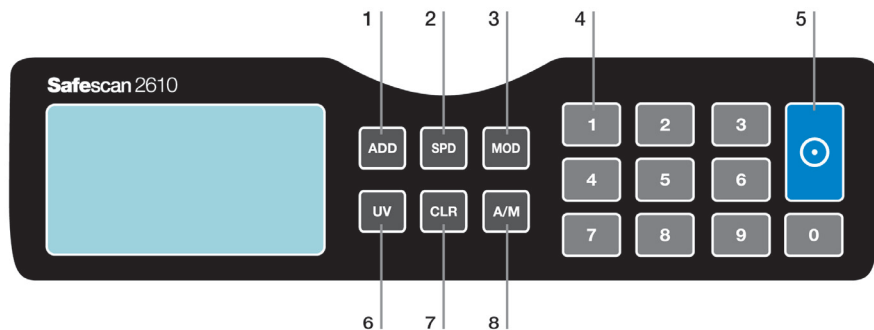 1 2 3 4 5
Safescan 2610
ADD SPD MOD 1 2 3
4 5 6
UV CLR A/M 7 8 9 0
6 7 8